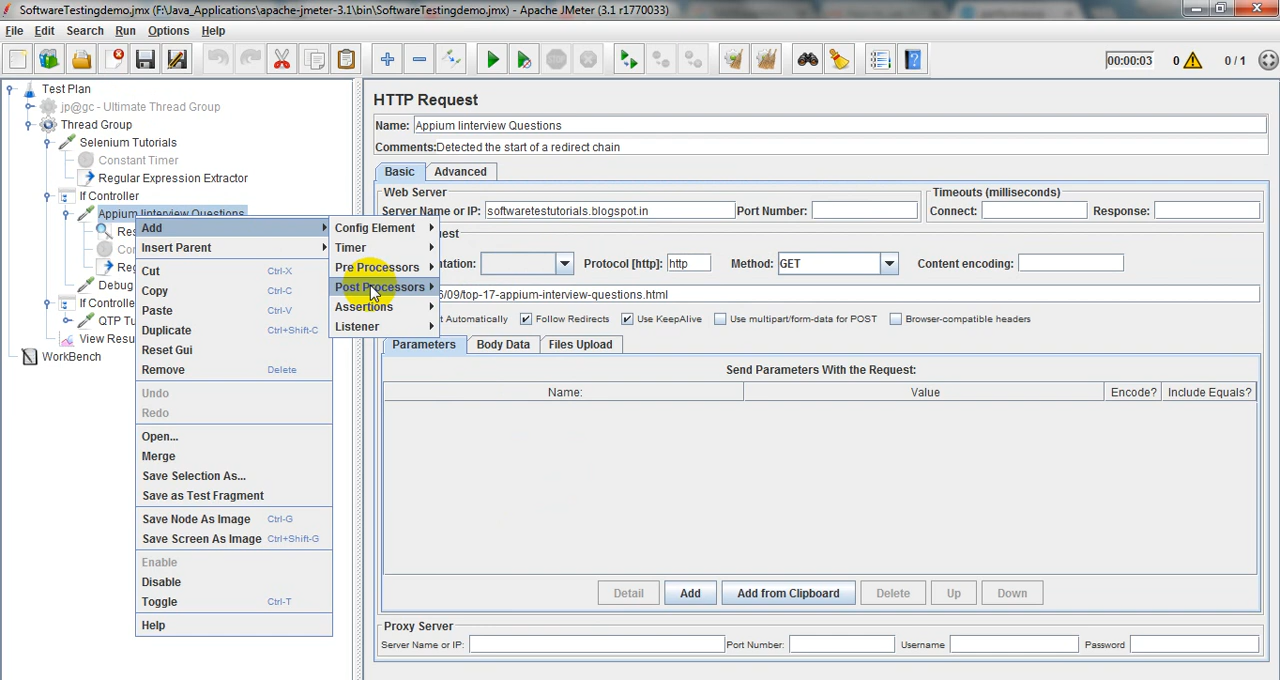 SoftwareTestingdemo.jmx (F:\Java_Applications\apache-jmeter-3.1\bin\SoftwareTestingdemo.jmx) - Apache JMeter (3.1 r1770033)
File Edit Search Run Options Help
00:00:03 0 0 / 1
Test Plan
jp@gc - Ultimate Thread Group
Thread Group
Selenium Tutorials
Constant Timer
Regular Expression Extractor
If Controller
Appium Iinterview Questions
Res
Con
Reg
Debug
If Controlle
QTP Tu
View Resu
WorkBench
Add
Insert Parent
Cut Ctrl-X
Copy Ctrl-C
Paste Ctrl-V
Duplicate Ctrl+Shift-C
Reset Gui
Remove Delete
Undo
Redo
Open...
Merge
Save Selection As...
Save as Test Fragment
Save Node As Image Ctrl-G
Save Screen As Image Ctrl+Shift-G
Enable
Disable
Toggle Ctrl-T
Help
Config Element
Timer
Pre Processors
Post Processors
Assertions
Listener
HTTP Request
Name: Appium Iinterview Questions
Comments: Detected the start of a redirect chain
Basic Advanced
Web Server
Server Name or IP: softwaretestutorials.blogspot.in Port Number:
Timeouts (milliseconds)
Connect: Response:
quest
ntation: Protocol [http]: http Method: GET Content encoding:
6/09/top-17-appium-interview-questions.html
t Automatically Follow Redirects Use KeepAlive Use multipart/form-data for POST Browser-compatible headers
Parameters Body Data Files Upload
Send Parameters With the Request:
Name: Value Encode? Include Equals?
Detail Add Add from Clipboard Delete Up Down
Proxy Server
Server Name or IP: Port Number: Username Password